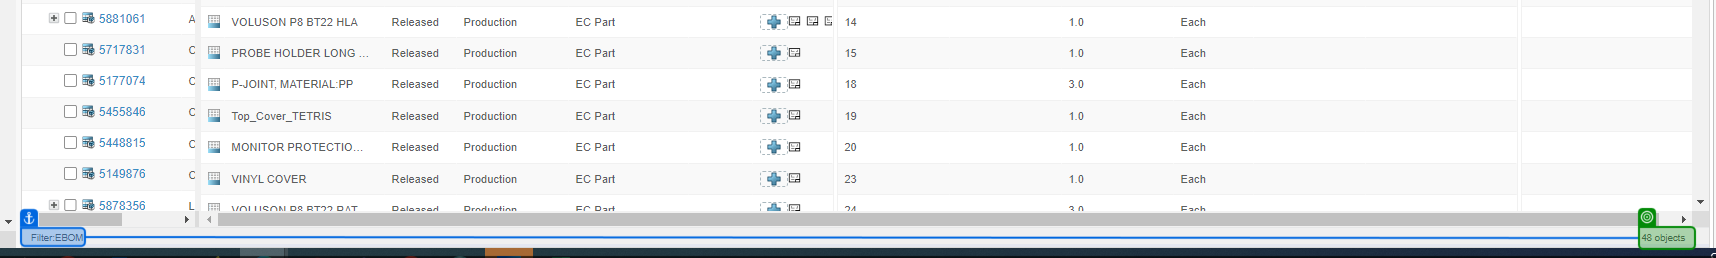 5881061 A VOLUSON P8 BT22 HLA Released Production EC Part 14 1.0 Each
5717831 C PROBE HOLDER LONG ... Released Production EC Part 15 1.0 Each
5177074 C P-JOINT, MATERIAL:PP Released Production EC Part 18 3.0 Each
5455846 C Top_Cover_TETRIS Released Production EC Part 19 1.0 Each
5448815 C MONITOR PROTECTIO... Released Production EC Part 20 1.0 Each
5149876 C VINYL COVER Released Production EC Part 23 1.0 Each
5878356 L VOLUSON P8 BT22 BAT Released Production EC Part 24 3.0 Each
Filter:EBOM 48 objects